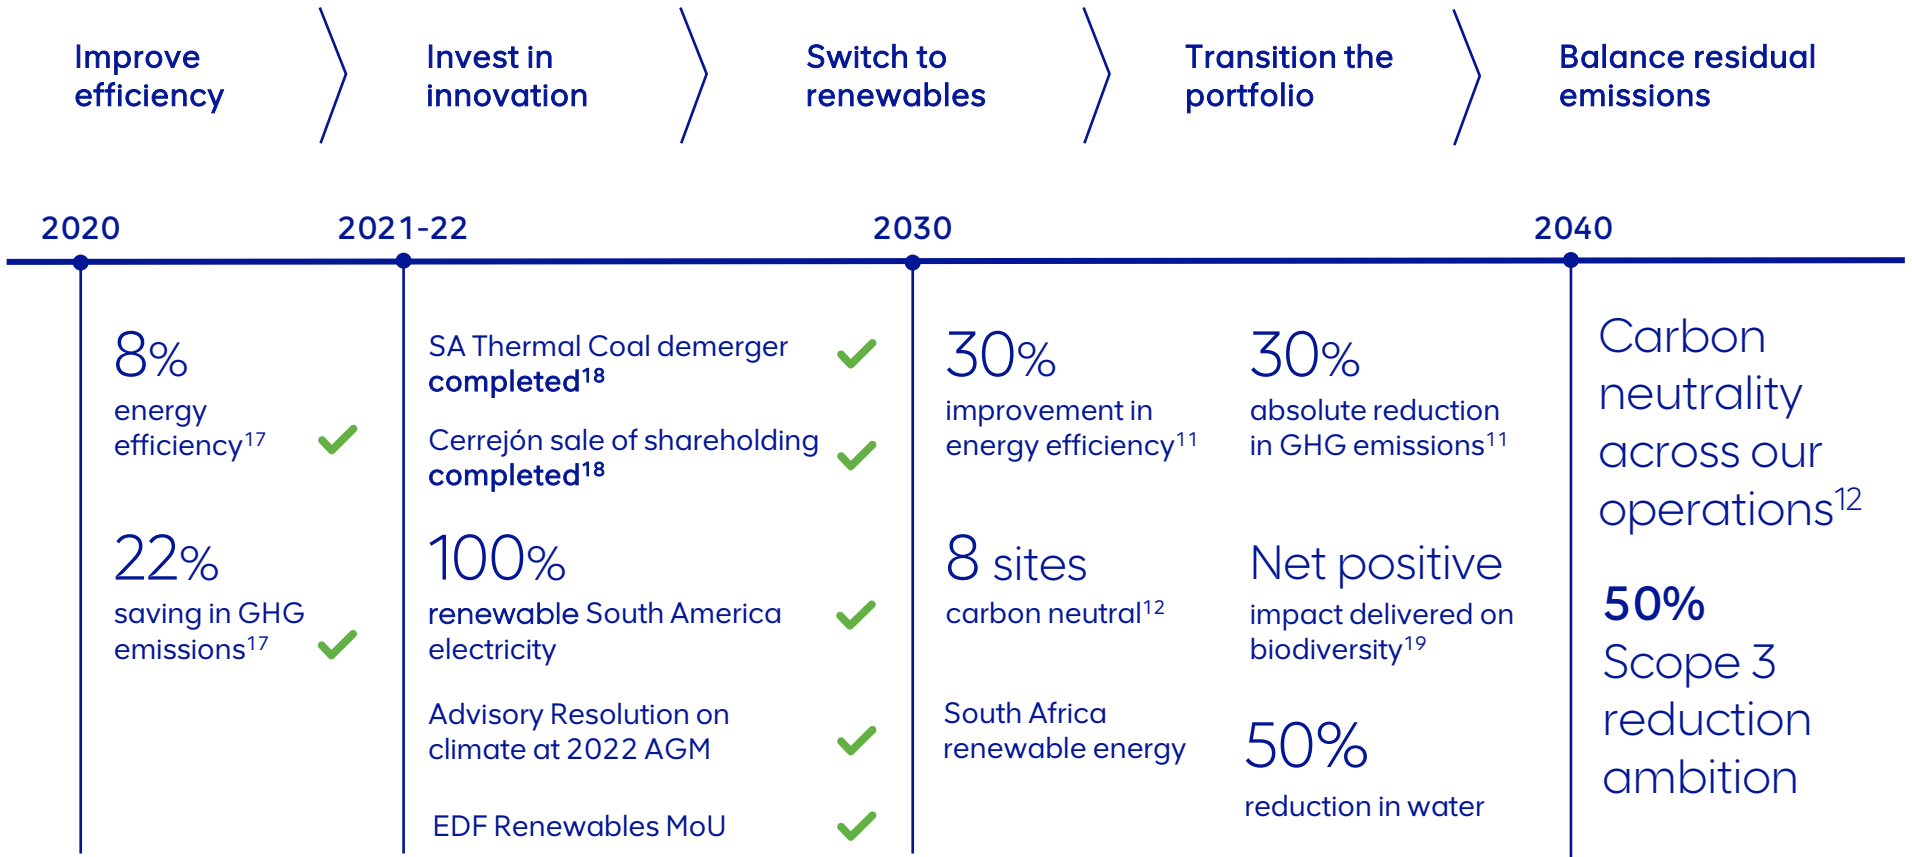 Improve
efficiency
Invest in
innovation
Switch to
renewables
Transition the
portfolio
Balance residual
emissions
2020
2021-22
2030
2040
8%
energy
efficiency17
22%
saving in GHG
emissions17
SA Thermal Coal demerger
completed18
Cerrejón sale of shareholding
completed18
100%
renewable South America
electricity
Advisory Resolution on
climate at 2022 AGM
EDF Renewables MoU
30%
improvement in
energy efficiency11
8 sites
carbon neutral12
South Africa
renewable energy
30%
absolute reduction
in GHG emissions11
Net positive
impact delivered on
biodiversity19
50%
reduction in water
Carbon
neutrality
across our
operations12
50%
Scope 3
reduction
ambition